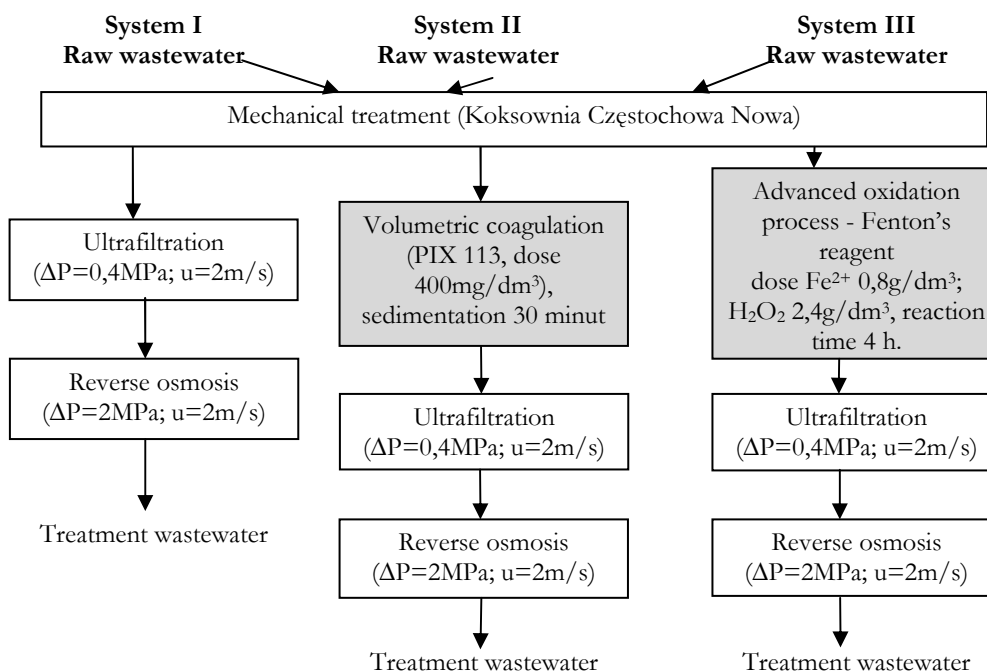 System I
Raw wastewater
System II
Raw wastewater
System III
Raw wastewater
Mechanical treatment (Koksownia Częstochowa Nowa)
Ultrafiltration
(ΔP=0,4MPa; u=2m/s)
Reverse osmosis
(ΔP=2MPa; u=2m/s)
Treatment wastewater
Volumetric coagulation
(PIX 113, dose
400mg/dm³),
sedimentation 30 minut
Ultrafiltration
(ΔP=0,4MPa; u=2m/s)
Reverse osmosis
(ΔP=2MPa; u=2m/s)
Treatment wastewater
Advanced oxidation
process - Fenton's
reagent
dose Fe²⁺ 0,8g/dm³;
H₂O₂ 2,4g/dm³, reaction
time 4 h.
Ultrafiltration
(ΔP=0,4MPa; u=2m/s)
Reverse osmosis
(ΔP=2MPa; u=2m/s)
Treatment wastewater